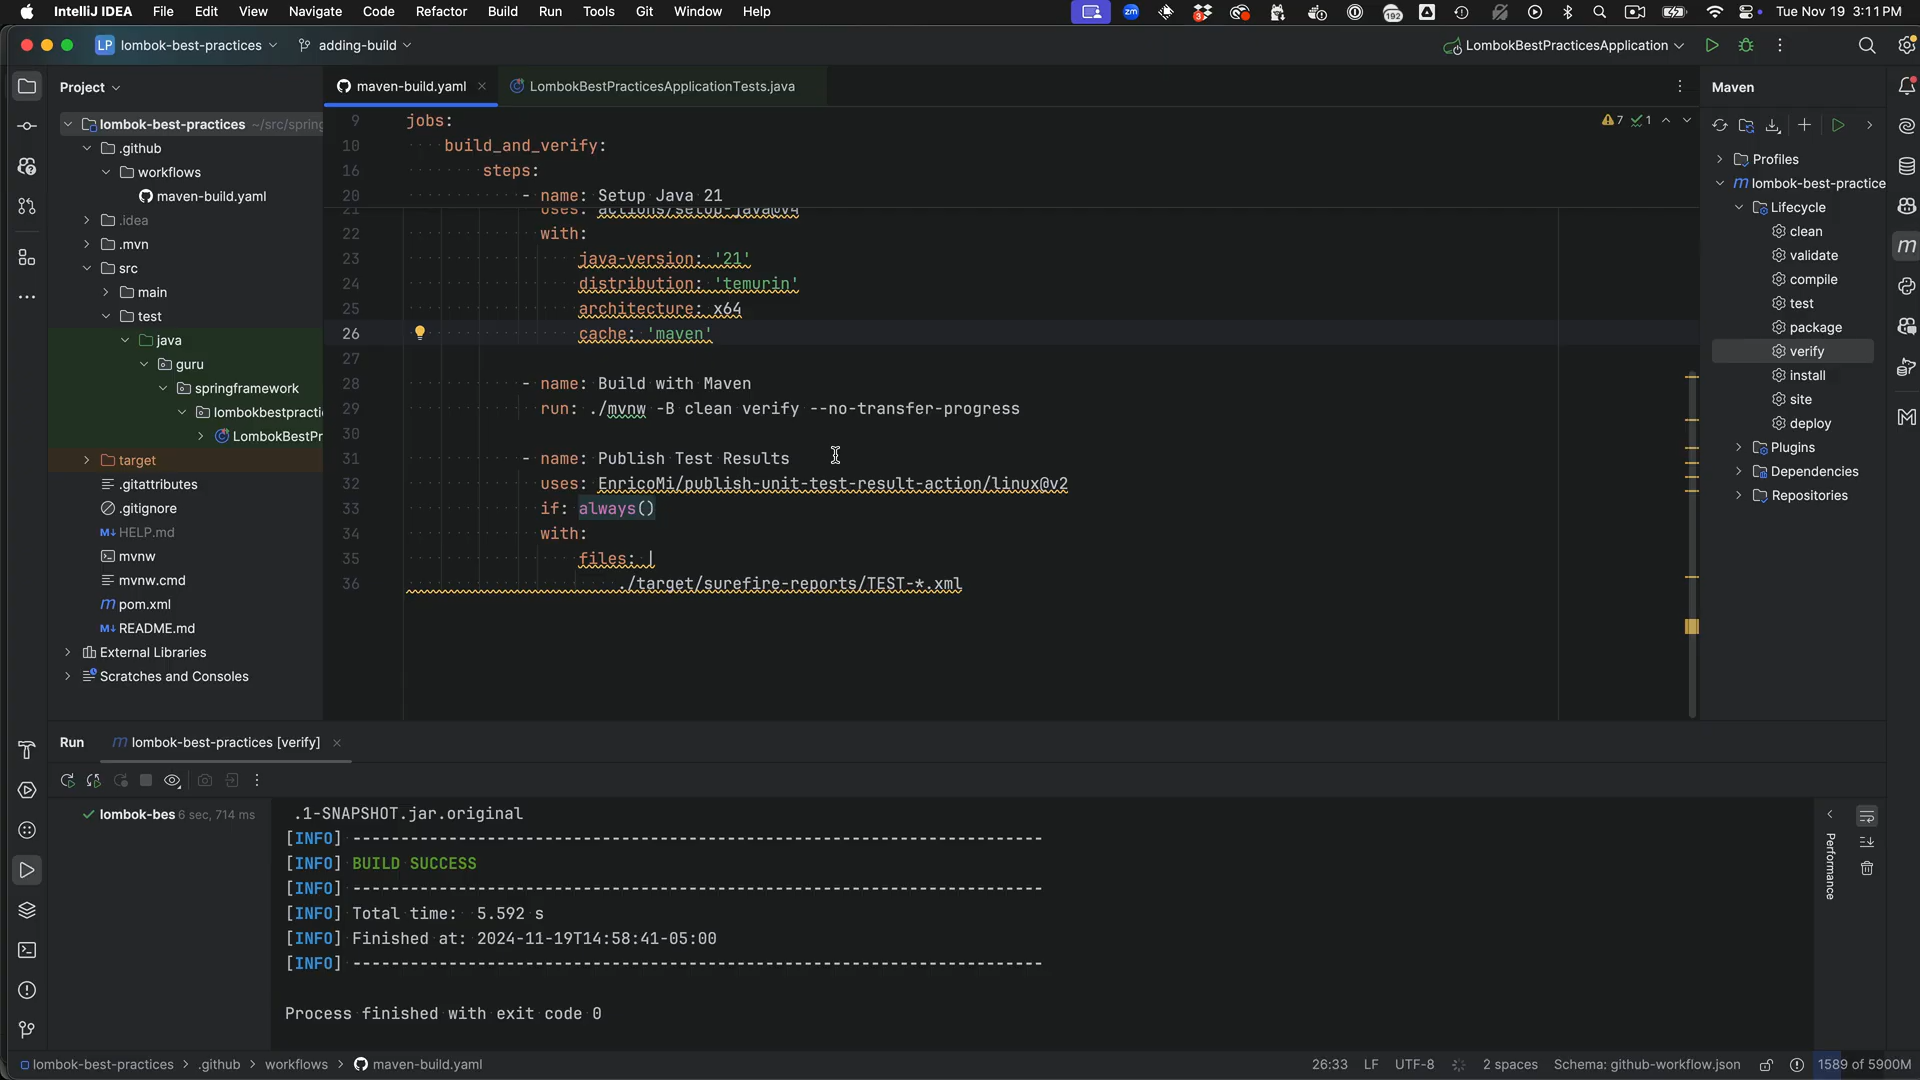 IntelliJ IDEA File Edit View Navigate Code Refactor Build Run Tools Git Window Help
zm 3 192 Tue Nov 19 3:11 PM
LP lombok-best-practices adding-build LombokBestPracticesApplication
Project
maven-build.yaml LombokBestPracticesApplicationTests.java
Maven
lombok-best-practices ~/src/spring
.github
workflows
maven-build.yaml
.idea
.mvn
src
main
test
java
guru
springframework
lombokbestpracti
LombokBestPr
target
.gitattributes
.gitignore
M↓ HELP.md
mvnw
mvnw.cmd
m pom.xml
M↓ README.md
External Libraries
Scratches and Consoles
9 jobs:
10 build_and_verify:
16 steps:
20 - name: Setup Java 21
21 uses: actions/setup-java@v4
22 with:
23 java-version: '21'
24 distribution: 'temurin'
25 architecture: x64
26 cache: 'maven'
27
28 - name: Build with Maven
29 run: ./mvnw -B clean verify --no-transfer-progress
30
31 - name: Publish Test Results
32 uses: EnricoMi/publish-unit-test-result-action/linux@v2
33 if: always()
34 with:
35 files: |
36 ./target/surefire-reports/TEST-*.xml
7 1
Profiles
m lombok-best-practice
Lifecycle
clean
validate
compile
test
package
verify
install
site
deploy
Plugins
Dependencies
Repositories
m
Run m lombok-best-practices [verify]
lombok-bes 6 sec, 714 ms
.1-SNAPSHOT.jar.original
[INFO] ------------------------------------------------------------------------
[INFO] BUILD SUCCESS
[INFO] ------------------------------------------------------------------------
[INFO] Total time:  5.592 s
[INFO] Finished at: 2024-11-19T14:58:41-05:00
[INFO] ------------------------------------------------------------------------
Process finished with exit code 0
Performance
lombok-best-practices > .github > workflows > maven-build.yaml
26:33 LF UTF-8 2 spaces Schema: github-workflow.json 1589 of 5900M